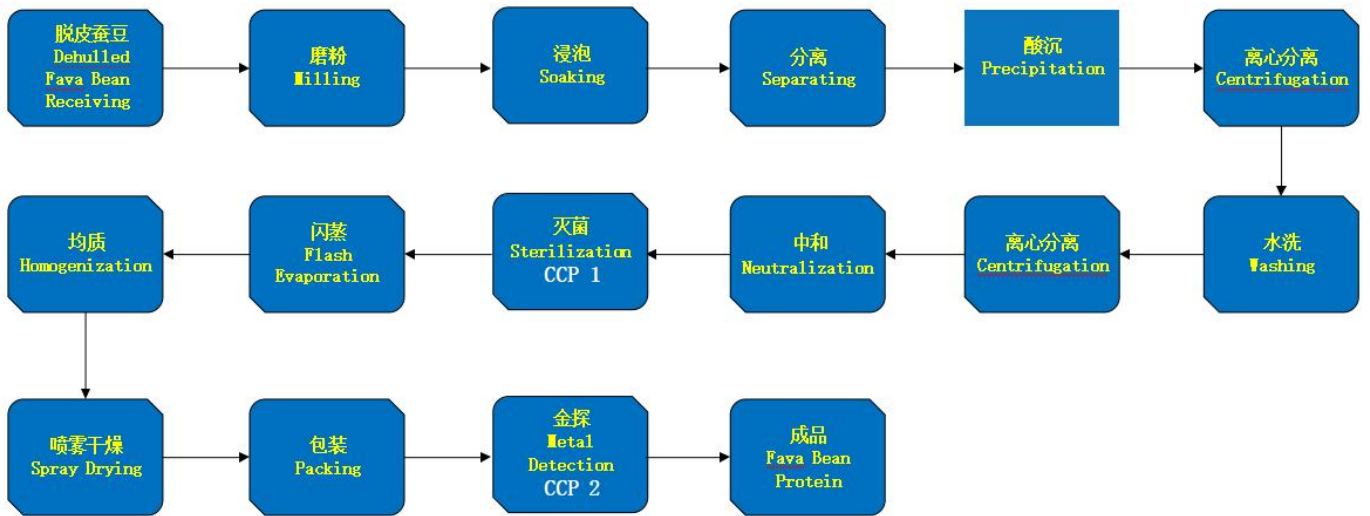 脱皮蚕豆
Dehulled
Fava Bean
Receiving
磨粉
Milling
浸泡
Soaking
分离
Separating
酸沉
Precipitation
离心分离
Centrifugation
均质
Homogenization
闪蒸
Flash
Evaporation
灭菌
Sterilization
CCP 1
中和
Neutralization
离心分离
Centrifugation
水洗
Washing
喷雾干燥
Spray Drying
包装
Packing
金探
Metal
Detection
CCP 2
成品
Fava Bean
Protein